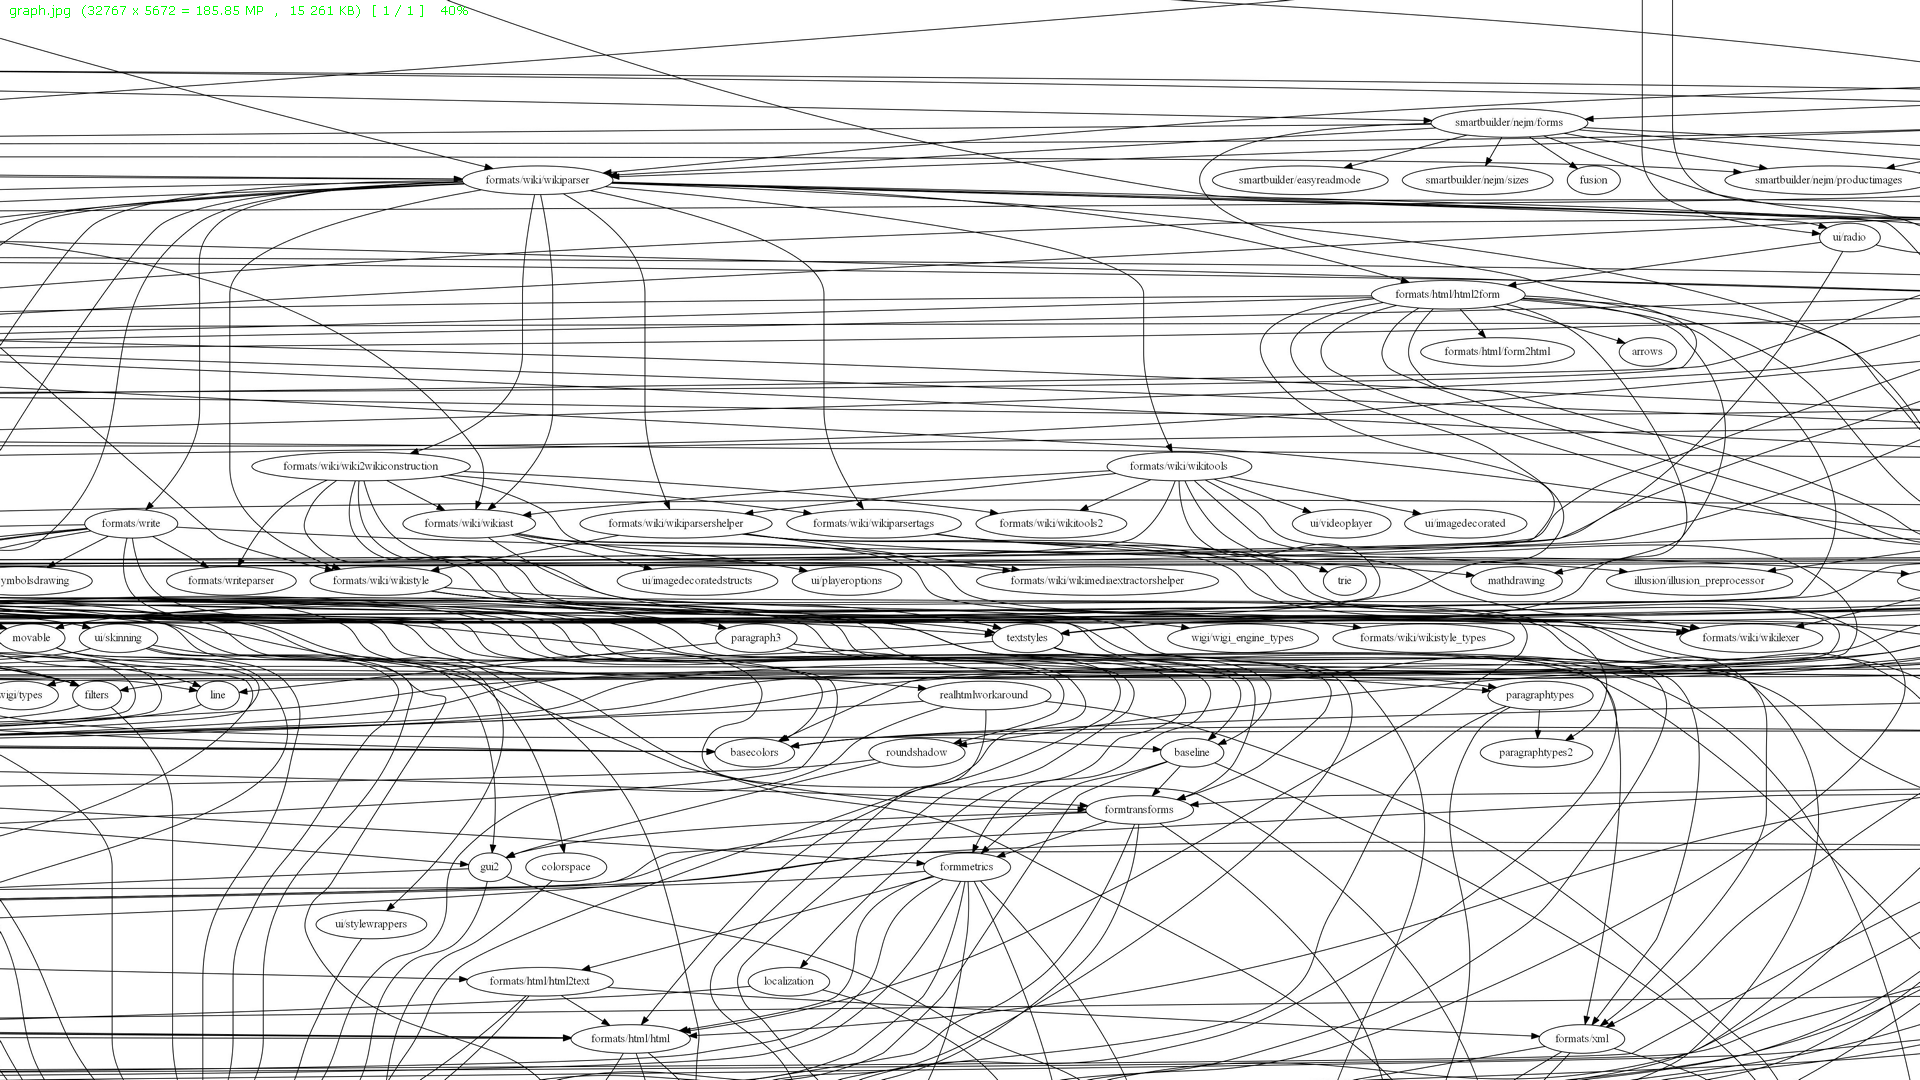 graph.jpg (32767 x 5672 = 185.85 MP , 15 261 KB) [ 1 / 1 ] 40%
smartbuilder/nejm/forms
formats/wiki/wikiparser
smartbuilder/easyreadmode
smartbuilder/nejm/sizes
fusion
smartbuilder/nejm/productimages
ui/radio
formats/html/html2form
formats/html/form2html
arrows
formats/wiki/wiki2wikiconstruction
formats/wiki/wikitools
formats/write
formats/wiki/wikiast
formats/wiki/wikiparsershelper
formats/wiki/wikiparsertags
formats/wiki/wikitools2
ui/videoplayer
ui/imagedecorated
ymbolsdrawing
formats/writeparser
formats/wiki/wikistyle
ui/imagedecoratedstructs
ui/playeroptions
formats/wiki/wikimediaextractorshelper
trie
mathdrawing
illusion/illusion_preprocessor
movable
ui/skinning
paragraph3
textstyles
wigi/wigi_engine_types
formats/wiki/wikistyle_types
formats/wiki/wikilexer
wigi/types
filters
line
realhtmlworkaround
paragraphtypes
basecolors
roundshadow
baseline
paragraphtypes2
formtransforms
gui2
colorspace
formmetrics
ui/stylewrappers
formats/html/html2text
localization
formats/html/html
formats/xml